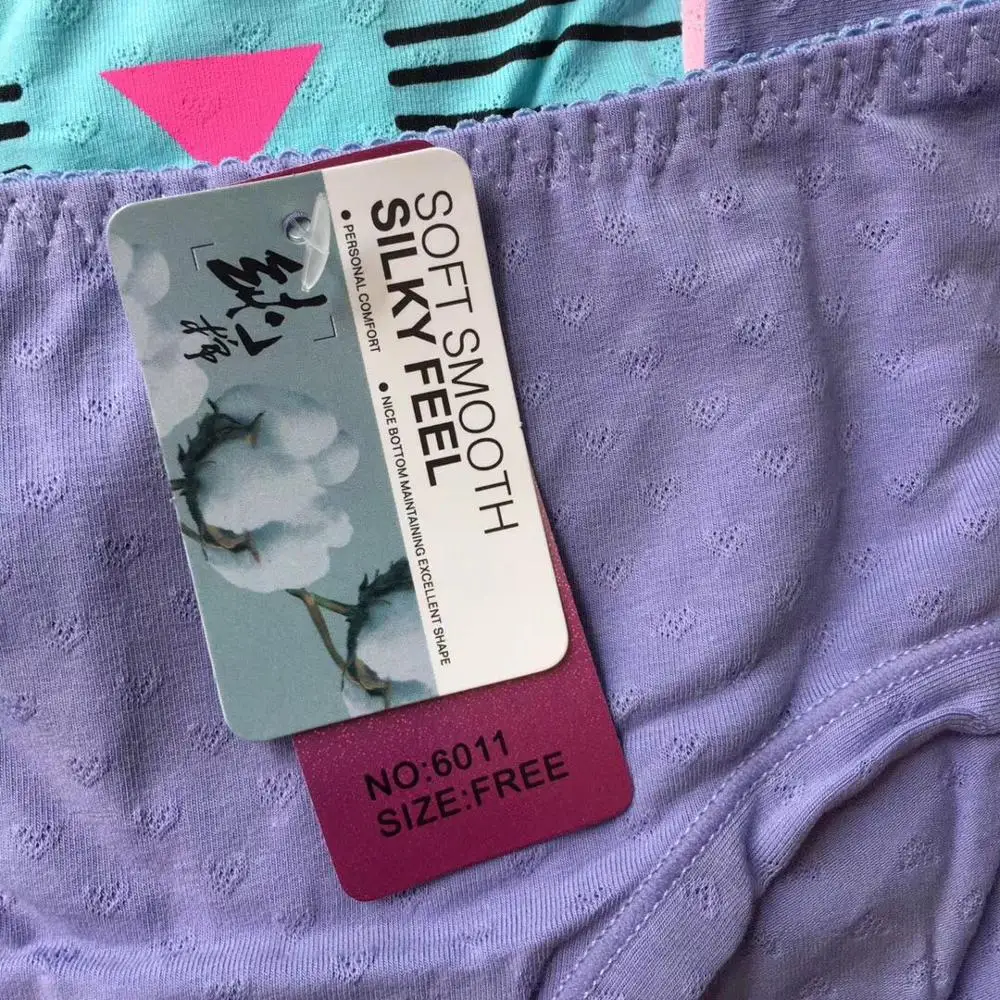 SOFT SMOOTH
SILKY FEEL
• PERSONAL COMFORT
• NICE BOTTOM MAINTAINING EXCELLENT SHAPE
NO:6011
SIZE:FREE